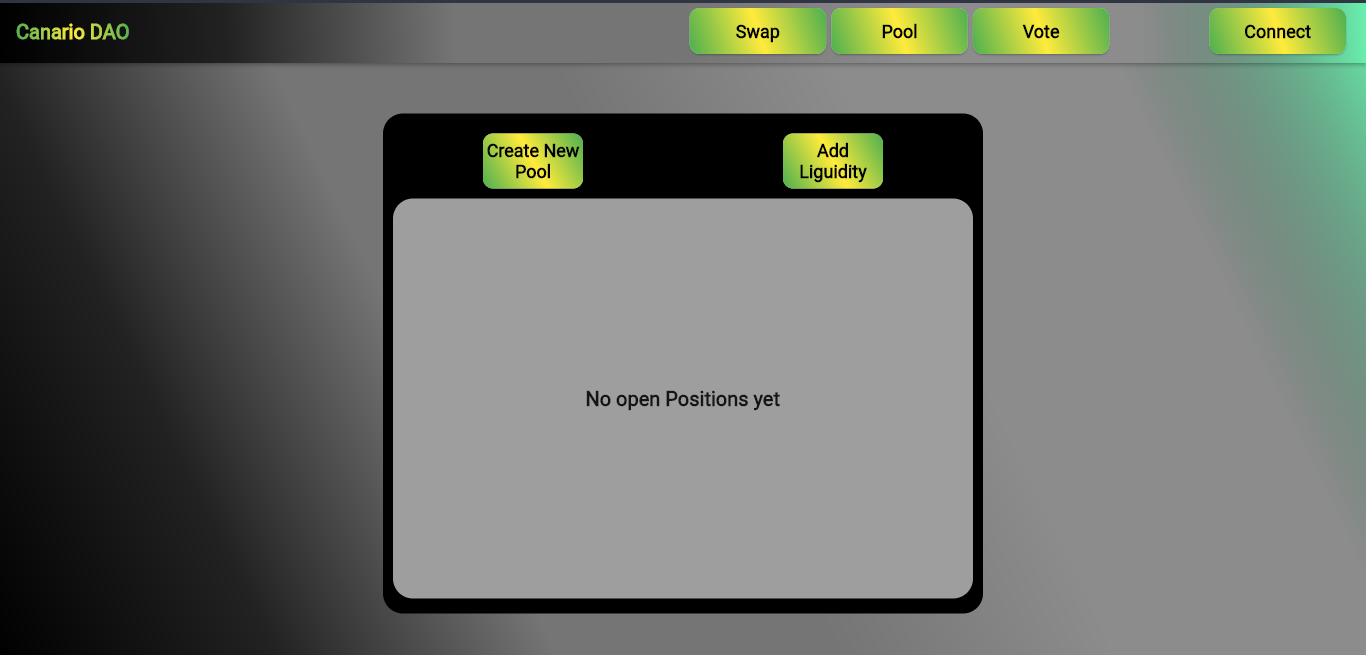 Canario DAO
Swap
Pool
Vote
Connect
Create New
Pool
Add
Liguidity
No open Positions yet